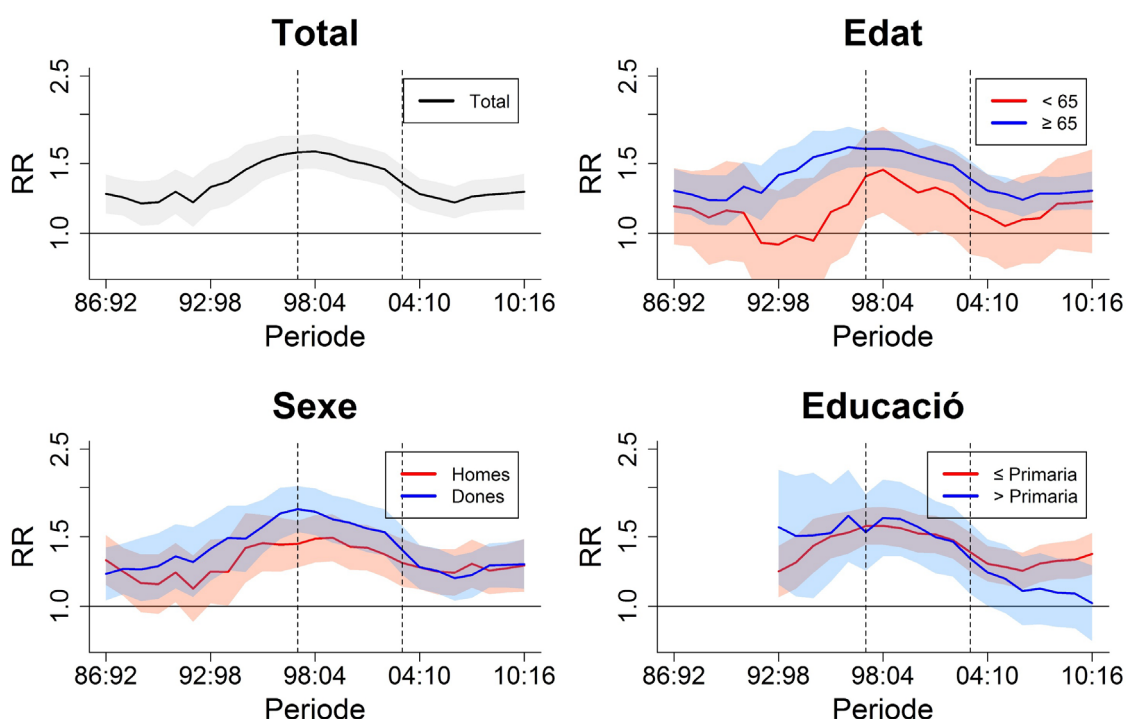 Total
RR
2.5
1.5
1.0
Total
86:92 92:98 98:04 04:10 10:16
Periode
Edat
RR
2.5
1.5
1.0
< 65
≥ 65
86:92 92:98 98:04 04:10 10:16
Periode
Sexe
RR
2.5
1.5
1.0
Homes
Dones
86:92 92:98 98:04 04:10 10:16
Periode
Educació
RR
2.5
1.5
1.0
≤ Primaria
> Primaria
86:92 92:98 98:04 04:10 10:16
Periode